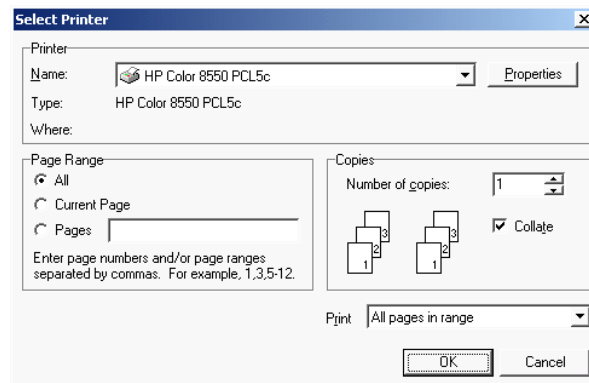 Select Printer
Printer
Name: HP Color 8550 PCL5c Properties
Type: HP Color 8550 PCL5c
Where:
Page Range
All
Current Page
Pages
Enter page numbers and/or page ranges
separated by commas. For example, 1,3,5-12.
Copies
Number of copies: 1
1 2 3 1 2 3
Collate
Print All pages in range
OK Cancel